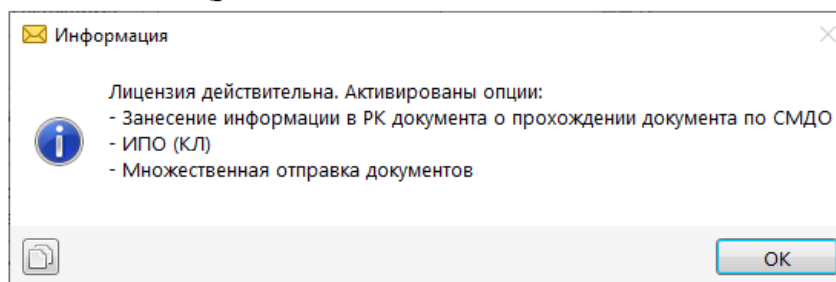 Информация
Лицензия действительна. Активированы опции:
- Занесение информации в РК документа о прохождении документа по СМДО
- ИПО (КЛ)
- Множественная отправка документов
OK